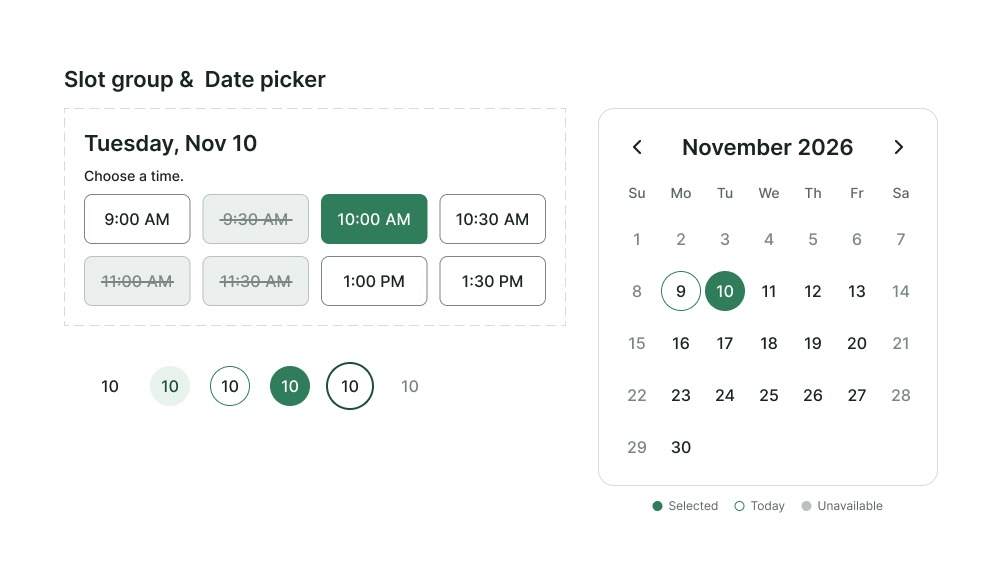 Slot group & Date picker
Tuesday, Nov 10
Choose a time.
9:00 AM 9:30 AM 10:00 AM 10:30 AM
11:00 AM 11:30 AM 1:00 PM 1:30 PM
10 10 10 10 10 10
November 2026
Su Mo Tu We Th Fr Sa
1 2 3 4 5 6 7
8 9 10 11 12 13 14
15 16 17 18 19 20 21
22 23 24 25 26 27 28
29 30
Selected Today Unavailable